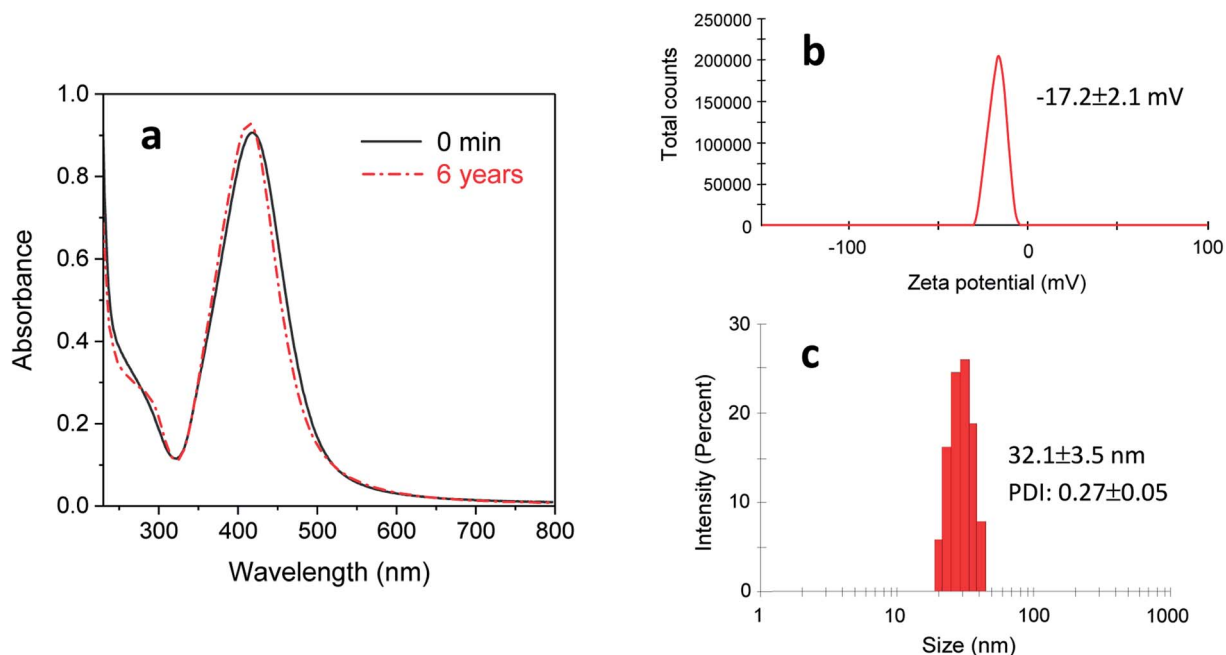 a
0 min
6 years
1.0
0.8
0.6
0.4
0.2
0.0
Absorbance
300 400 500 600 700 800
Wavelength (nm)
b
-17.2±2.1 mV
250000
200000
150000
100000
50000
0
Total counts
-100 0 100
Zeta potential (mV)
c
32.1±3.5 nm
PDI: 0.27±0.05
30
20
10
0
Intensity (Percent)
1 10 100 1000
Size (nm)